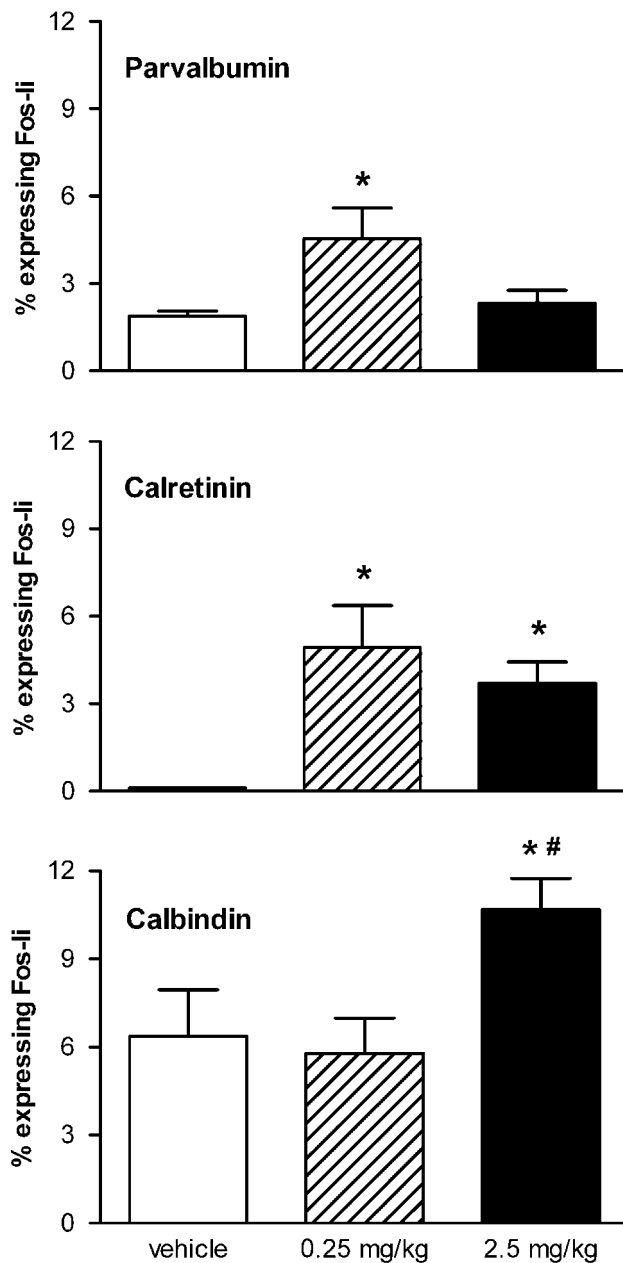 12
Parvalbumin
9
*
6
3
0
% expressing Fos-li
12
Calretinin
9
*
6
*
3
0
% expressing Fos-li
* #
12
Calbindin
9
6
3
0
% expressing Fos-li
vehicle 0.25 mg/kg 2.5 mg/kg